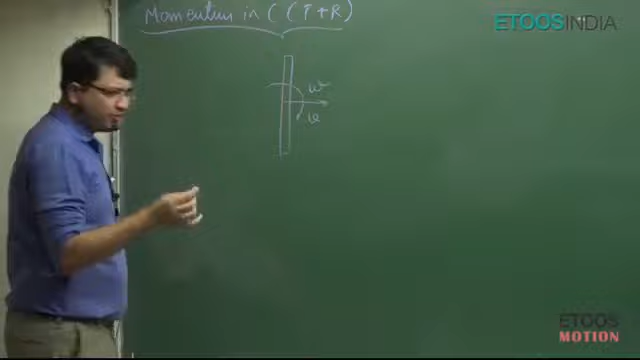 Momentum in ( ( T + R )
ETOOSINDIA
ω
v
ETOOS
MOTION